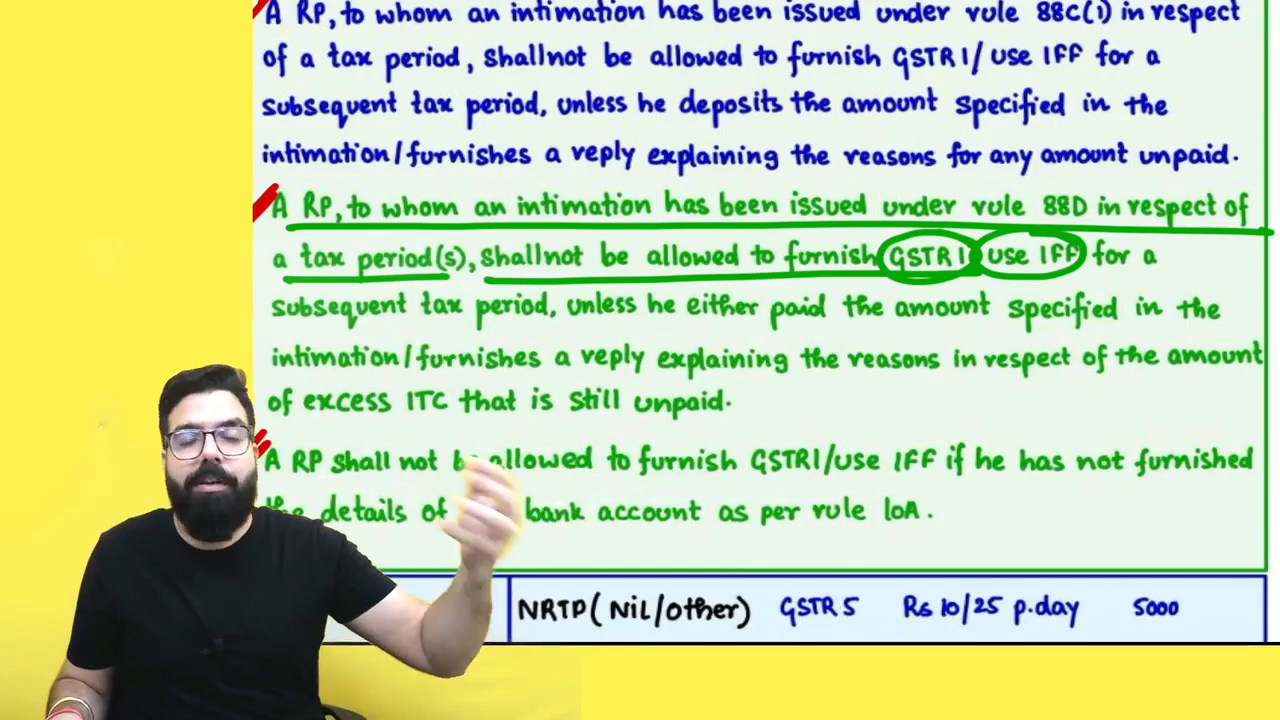 A RP, to whom an intimation has been issued under rule 88C(1) in respect
of a tax period, shall not be allowed to furnish GSTR1/use IFF for a
subsequent tax period, unless he deposits the amount specified in the
intimation/furnishes a reply explaining the reasons for any amount unpaid.
A RP, to whom an intimation has been issued under rule 88D in respect of
a tax period(s), shall not be allowed to furnish GSTR1 use IFF for a
subsequent tax period, unless he either paid the amount specified in the
intimation/furnishes a reply explaining the reasons in respect of the amount
of excess ITC that is still unpaid.
A RP shall not be allowed to furnish GSTR1/use IFF if he has not furnished
the details of bank account as per rule 10A.
NRTP (Nil/other) GSTR 5 Rs 10/25 p.day 5000